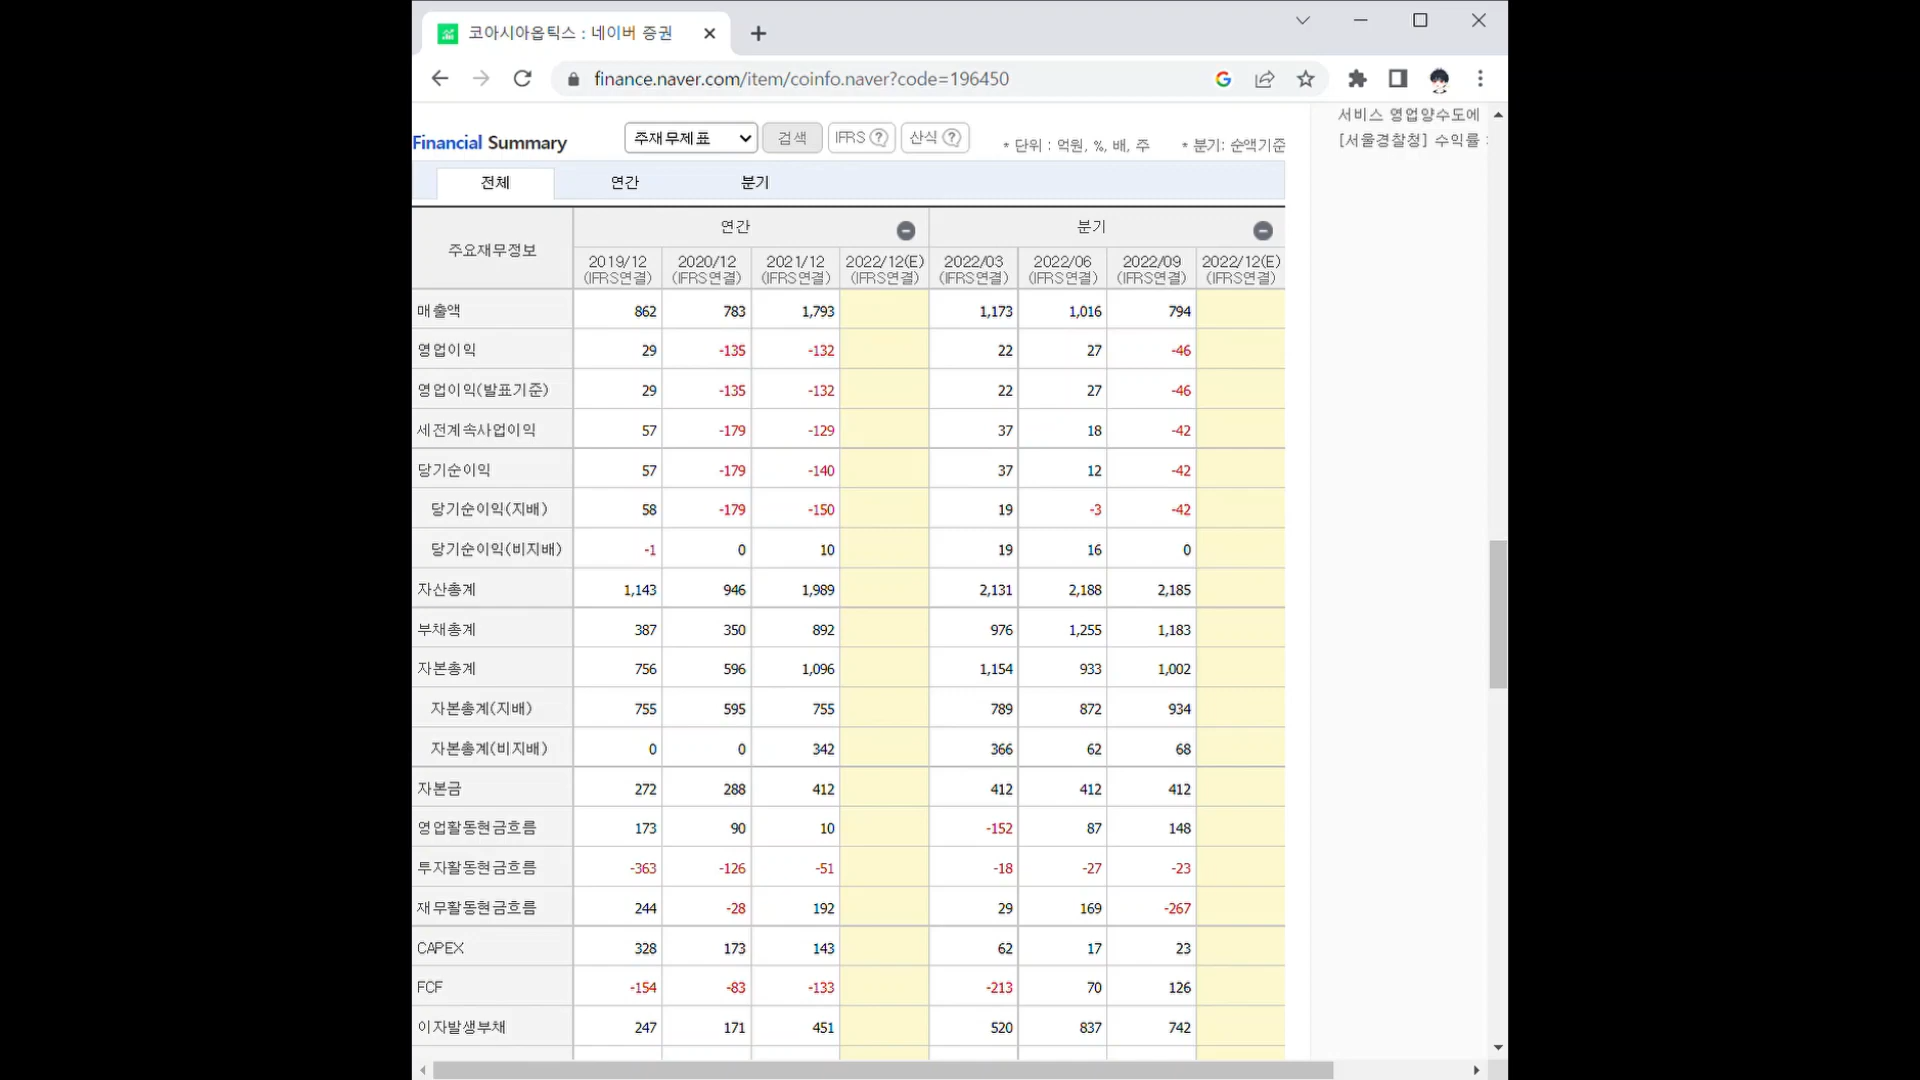 코아시아옵틱스 : 네이버 증권
finance.naver.com/item/coinfo.naver?code=196450
서비스 영업양수도에
[서울경찰청] 수익률
Financial Summary 주재무제표 검색 IFRS ? 산식 ? * 단위 : 억원, %, 배, 주 * 분기: 순액기준
전체 연간 분기
주요재무정보 연간 분기
2019/12 2020/12 2021/12 2022/12(E) 2022/03 2022/06 2022/09 2022/12(E)
(IFRS연결) (IFRS연결) (IFRS연결) (IFRS연결) (IFRS연결) (IFRS연결) (IFRS연결) (IFRS연결)
매출액 862 783 1,793 1,173 1,016 794
영업이익 29 -135 -132 22 27 -46
영업이익(발표기준) 29 -135 -132 22 27 -46
세전계속사업이익 57 -179 -129 37 18 -42
당기순이익 57 -179 -140 37 12 -42
당기순이익(지배) 58 -179 -150 19 -3 -42
당기순이익(비지배) -1 0 10 19 16 0
자산총계 1,143 946 1,989 2,131 2,188 2,185
부채총계 387 350 892 976 1,255 1,183
자본총계 756 596 1,096 1,154 933 1,002
자본총계(지배) 755 595 755 789 872 934
자본총계(비지배) 0 0 342 366 62 68
자본금 272 288 412 412 412 412
영업활동현금흐름 173 90 10 -152 87 148
투자활동현금흐름 -363 -126 -51 -18 -27 -23
재무활동현금흐름 244 -28 192 29 169 -267
CAPEX 328 173 143 62 17 23
FCF -154 -83 -133 -213 70 126
이자발생부채 247 171 451 520 837 742